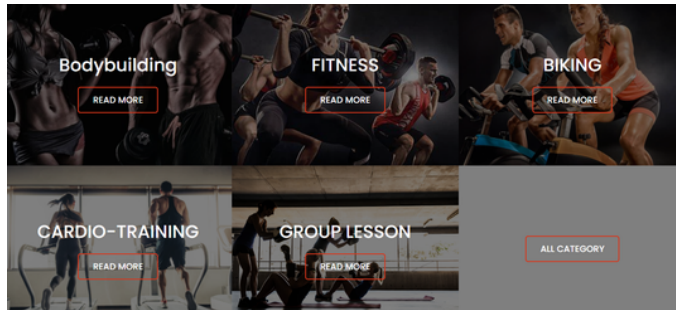 Bodybuilding
READ MORE
FITNESS
READ MORE
BIKING
READ MORE
CARDIO-TRAINING
READ MORE
GROUP LESSON
READ MORE
ALL CATEGORY